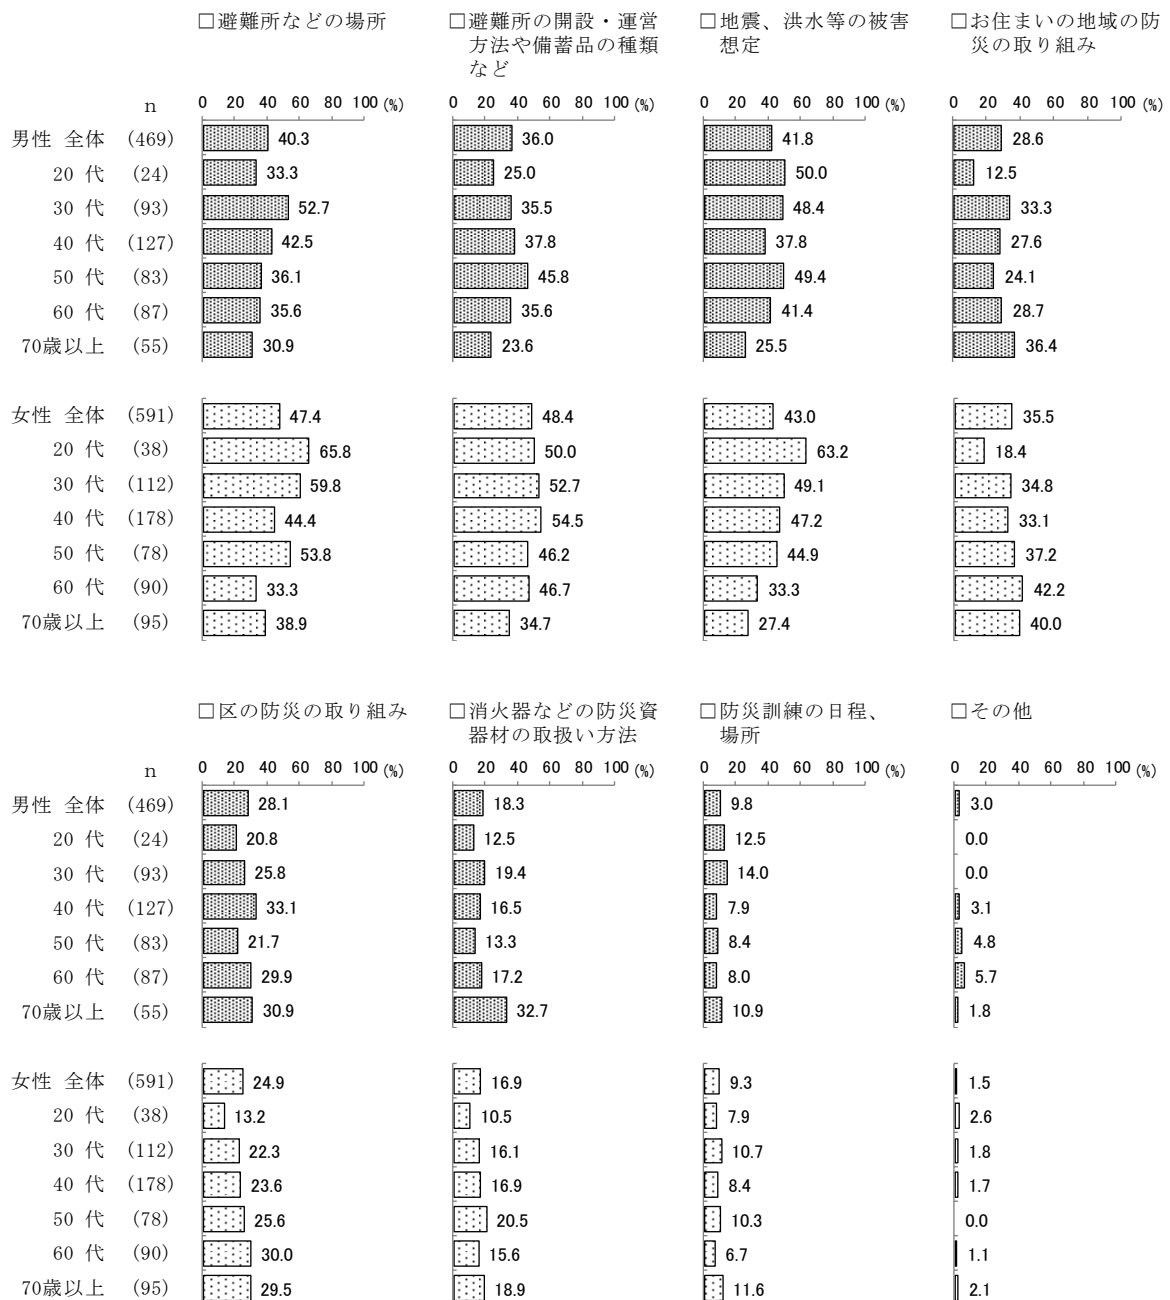 □避難所などの場所 □避難所の開設・運営 □地震、洪水等の被害 □お住まいの地域の防
方法や備蓄品の種類 想定 災の取り組み
など
n 0 20 40 60 80 100 (%) 0 20 40 60 80 100 (%) 0 20 40 60 80 100 (%) 0 20 40 60 80 100 (%)
男性 全体 (469) 40.3 36.0 41.8 28.6
20 代 (24) 33.3 25.0 50.0 12.5
30 代 (93) 52.7 35.5 48.4 33.3
40 代 (127) 42.5 37.8 37.8 27.6
50 代 (83) 36.1 45.8 49.4 24.1
60 代 (87) 35.6 35.6 41.4 28.7
70歳以上 (55) 30.9 23.6 25.5 36.4
女性 全体 (591) 47.4 48.4 43.0 35.5
20 代 (38) 65.8 50.0 63.2 18.4
30 代 (112) 59.8 52.7 49.1 34.8
40 代 (178) 44.4 54.5 47.2 33.1
50 代 (78) 53.8 46.2 44.9 37.2
60 代 (90) 33.3 46.7 33.3 42.2
70歳以上 (95) 38.9 34.7 27.4 40.0
□区の防災の取り組み □消火器などの防災資 □防災訓練の日程、 □その他
器材の取扱い方法 場所
n 0 20 40 60 80 100 (%) 0 20 40 60 80 100 (%) 0 20 40 60 80 100 (%) 0 20 40 60 80 100 (%)
男性 全体 (469) 28.1 18.3 9.8 3.0
20 代 (24) 20.8 12.5 12.5 0.0
30 代 (93) 25.8 19.4 14.0 0.0
40 代 (127) 33.1 16.5 7.9 3.1
50 代 (83) 21.7 13.3 8.4 4.8
60 代 (87) 29.9 17.2 8.0 5.7
70歳以上 (55) 30.9 32.7 10.9 1.8
女性 全体 (591) 24.9 16.9 9.3 1.5
20 代 (38) 13.2 10.5 7.9 2.6
30 代 (112) 22.3 16.1 10.7 1.8
40 代 (178) 23.6 16.9 8.4 1.7
50 代 (78) 25.6 20.5 10.3 0.0
60 代 (90) 30.0 15.6 6.7 1.1
70歳以上 (95) 29.5 18.9 11.6 2.1